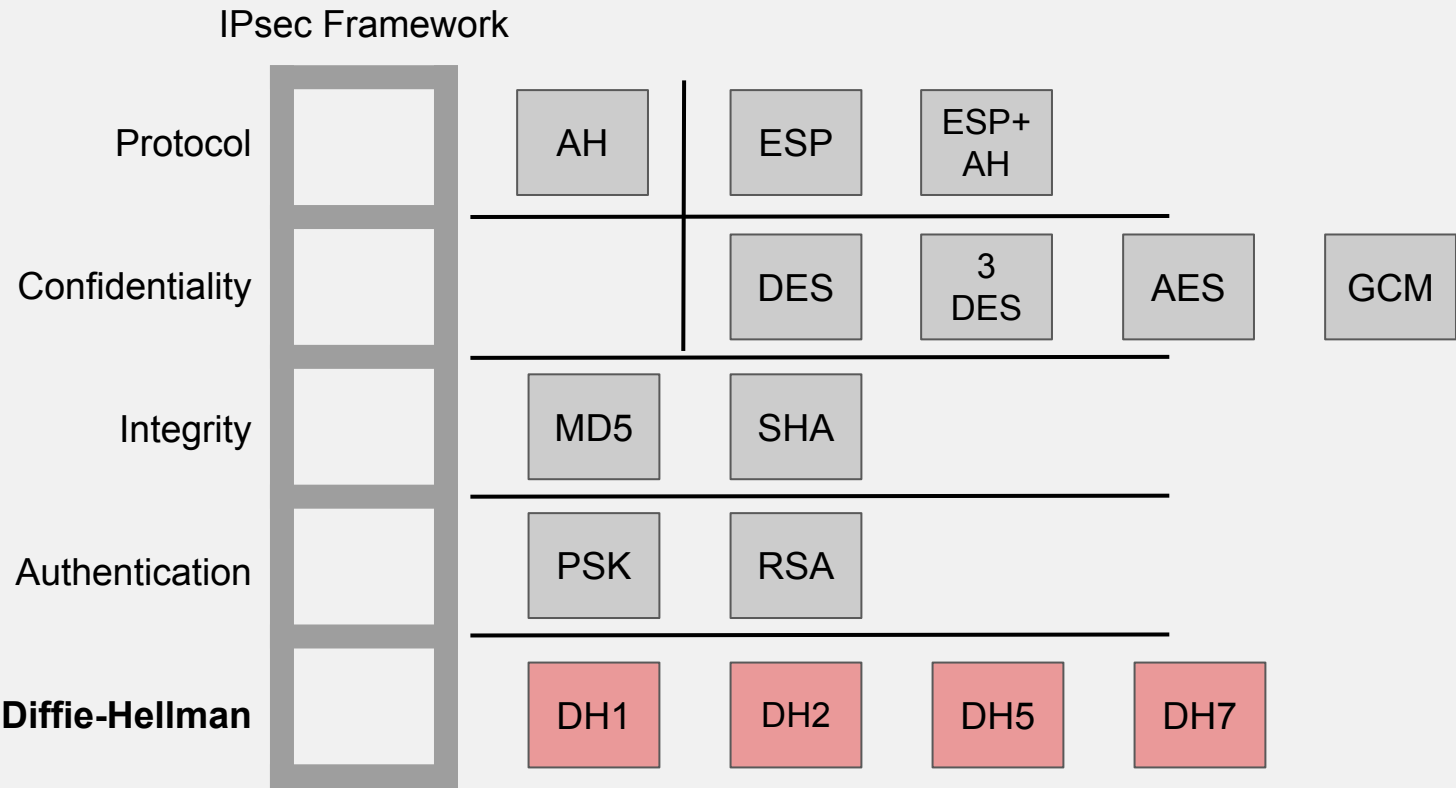 IPsec Framework
Protocol
AH
ESP
ESP+
AH
Confidentiality
DES
3
DES
AES
GCM
Integrity
MD5
SHA
Authentication
PSK
RSA
Diffie-Hellman
DH1
DH2
DH5
DH7